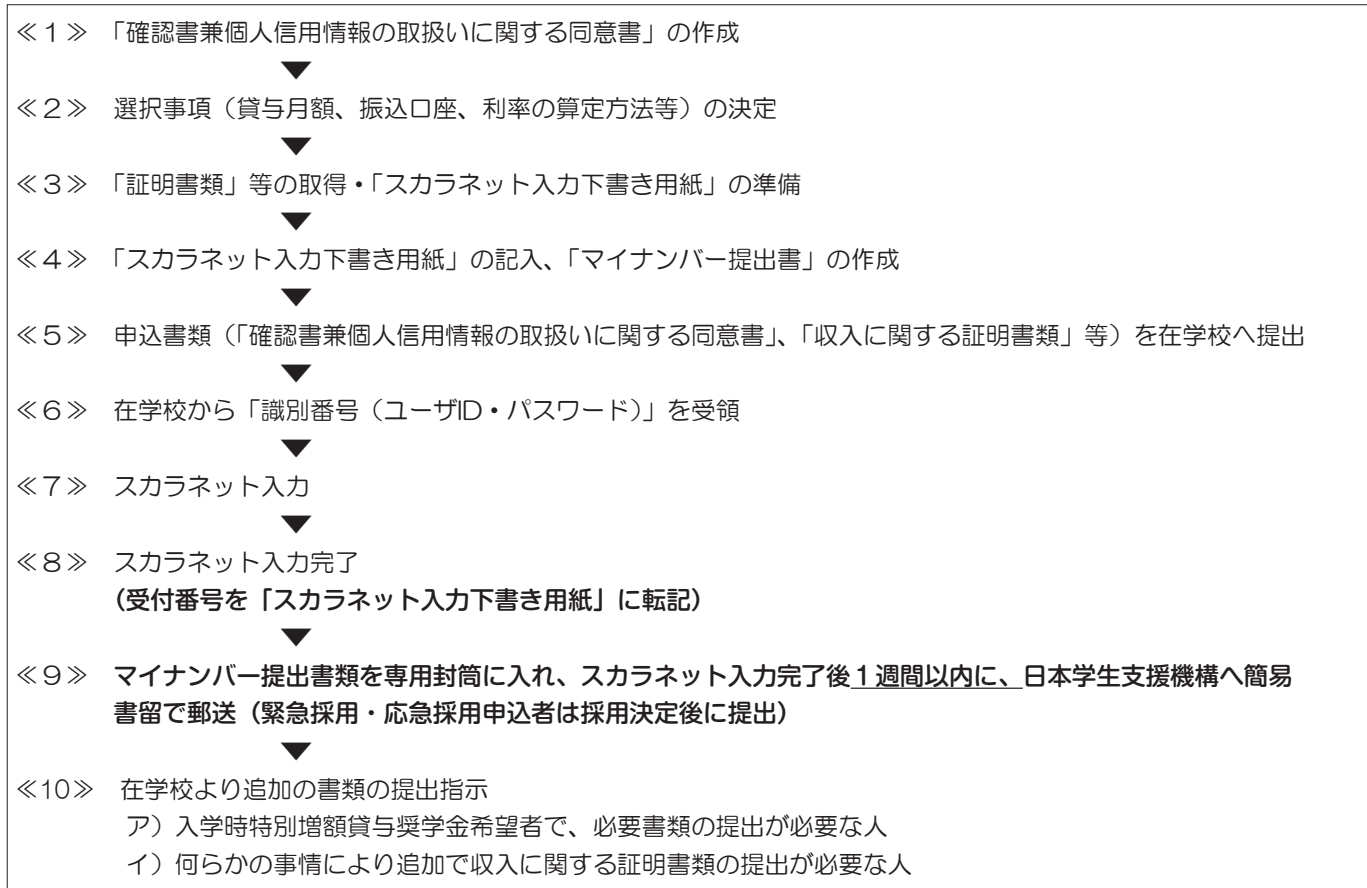 ≪１≫ 「確認書兼個人信用情報の取扱いに関する同意書」の作成
▼
≪２≫ 選択事項（貸与月額、振込口座、利率の算定方法等）の決定
▼
≪３≫ 「証明書類」等の取得・「スカラネット入力下書き用紙」の準備
▼
≪４≫ 「スカラネット入力下書き用紙」の記入、「マイナンバー提出書」の作成
▼
≪５≫ 申込書類（「確認書兼個人信用情報の取扱いに関する同意書」、「収入に関する証明書類」等）を在学校へ提出
▼
≪６≫ 在学校から「識別番号（ユーザID・パスワード）」を受領
▼
≪７≫ スカラネット入力
▼
≪８≫ スカラネット入力完了
（受付番号を「スカラネット入力下書き用紙」に転記）
▼
≪９≫ マイナンバー提出書類を専用封筒に入れ、スカラネット入力完了後１週間以内に、日本学生支援機構へ簡易
書留で郵送（緊急採用・応急採用申込者は採用決定後に提出）
▼
≪10≫ 在学校より追加の書類の提出指示
ア）入学時特別増額貸与奨学金希望者で、必要書類の提出が必要な人
イ）何らかの事情により追加で収入に関する証明書類の提出が必要な人